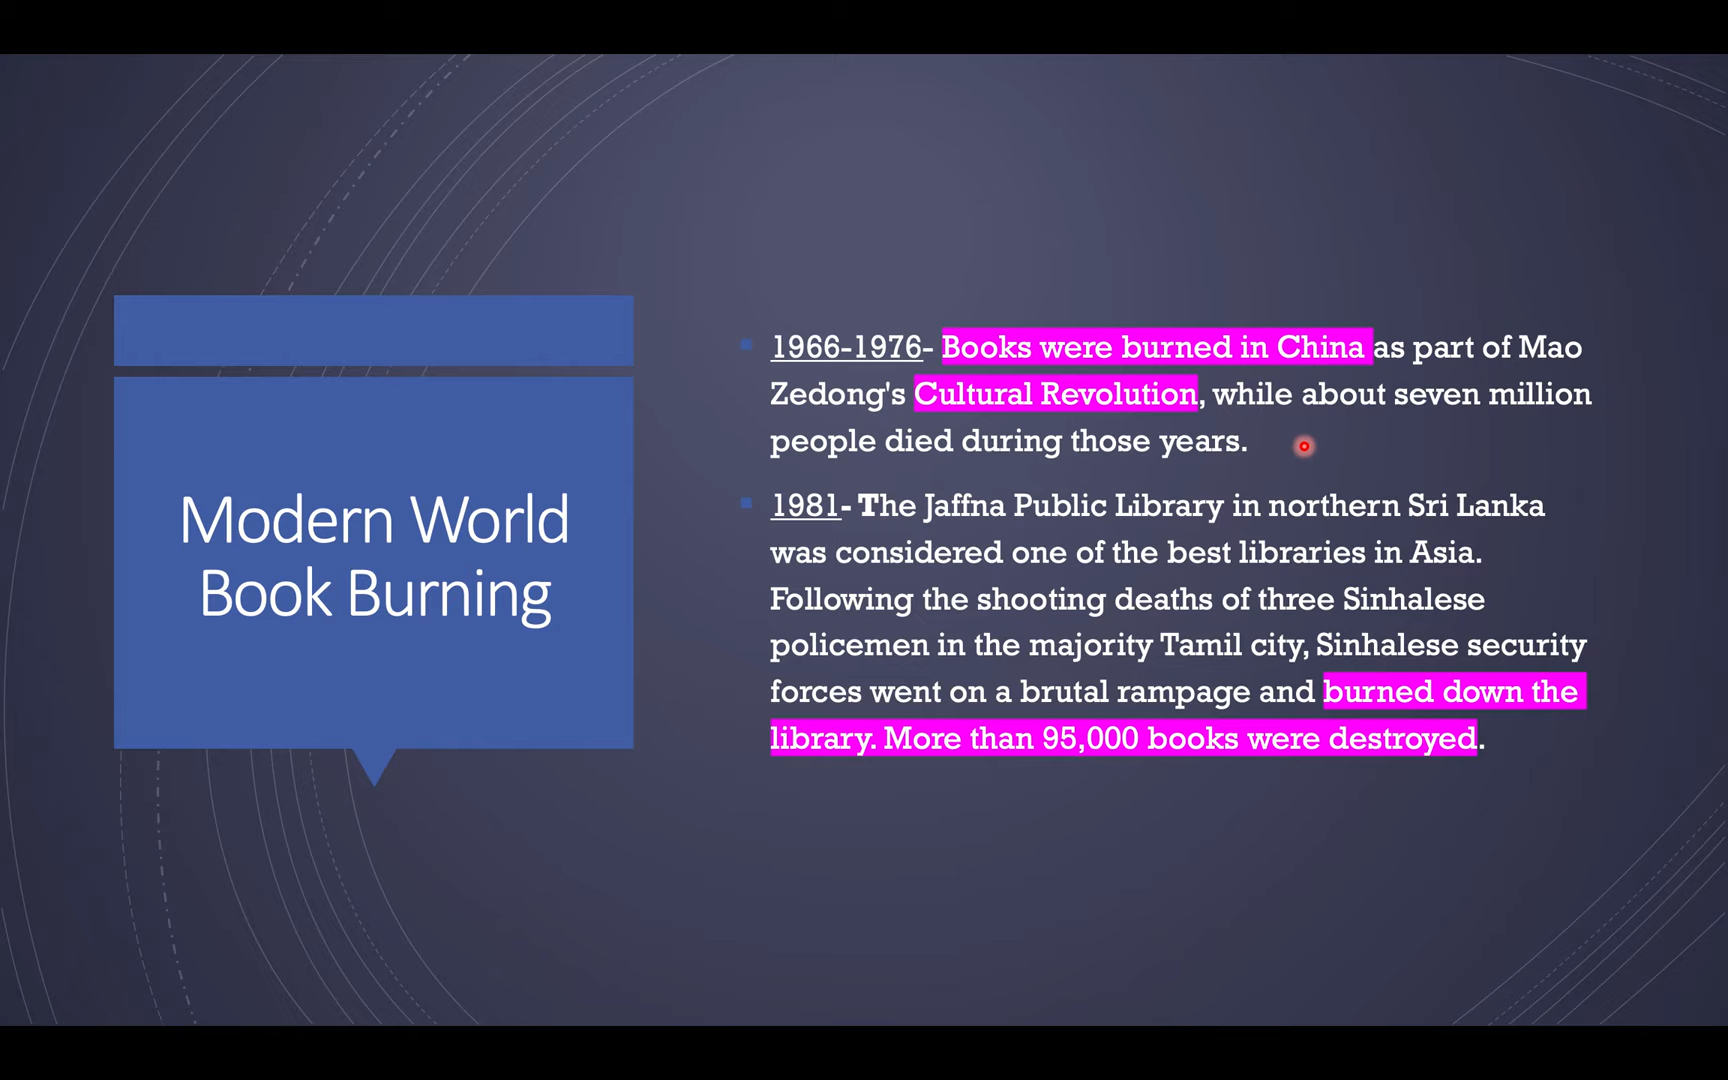 Modern World
Book Burning
1966-1976- Books were burned in China as part of Mao
Zedong's Cultural Revolution, while about seven million
people died during those years.
1981- The Jaffna Public Library in northern Sri Lanka
was considered one of the best libraries in Asia.
Following the shooting deaths of three Sinhalese
policemen in the majority Tamil city, Sinhalese security
forces went on a brutal rampage and burned down the
library. More than 95,000 books were destroyed.